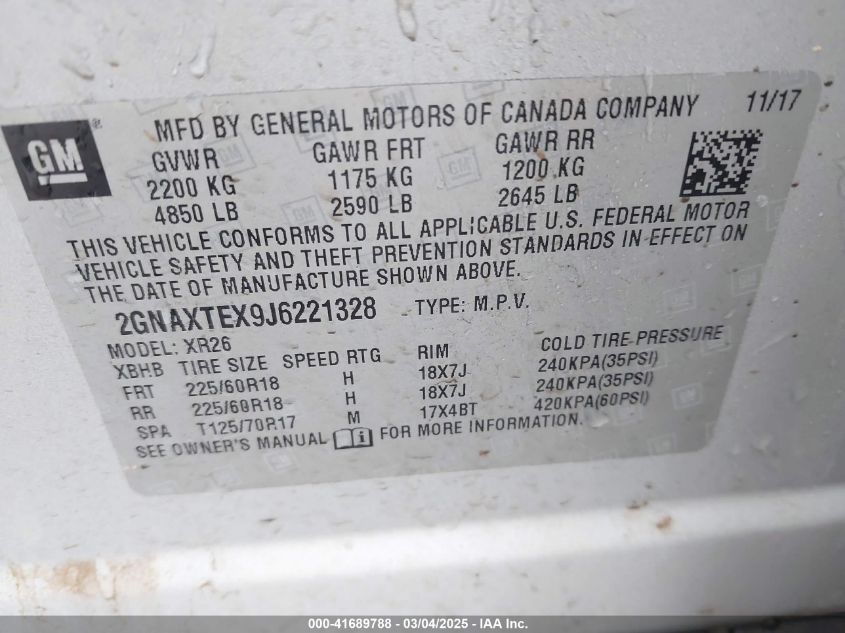 GM®
MFD BY GENERAL MOTORS OF CANADA COMPANY 11/17
GVWR GAWR FRT GAWR RR
2200 KG 1175 KG 1200 KG
4850 LB 2590 LB 2645 LB
THIS VEHICLE CONFORMS TO ALL APPLICABLE U.S. FEDERAL MOTOR
VEHICLE SAFETY AND THEFT PREVENTION STANDARDS IN EFFECT ON
THE DATE OF MANUFACTURE SHOWN ABOVE.
2GNAXTEX9J6221328 TYPE: M.P.V.
MODEL: XR26
XBHB TIRE SIZE SPEED RTG RIM COLD TIRE PRESSURE
FRT 225/60R18 H 18X7J 240KPA(35PSI)
RR 225/60R18 H 18X7J 240KPA(35PSI)
SPA T125/70R17 M 17X4BT 420KPA(60PSI)
SEE OWNER'S MANUAL i FOR MORE INFORMATION.
000-41689788 - 03/04/2025 - IAA, LLC.